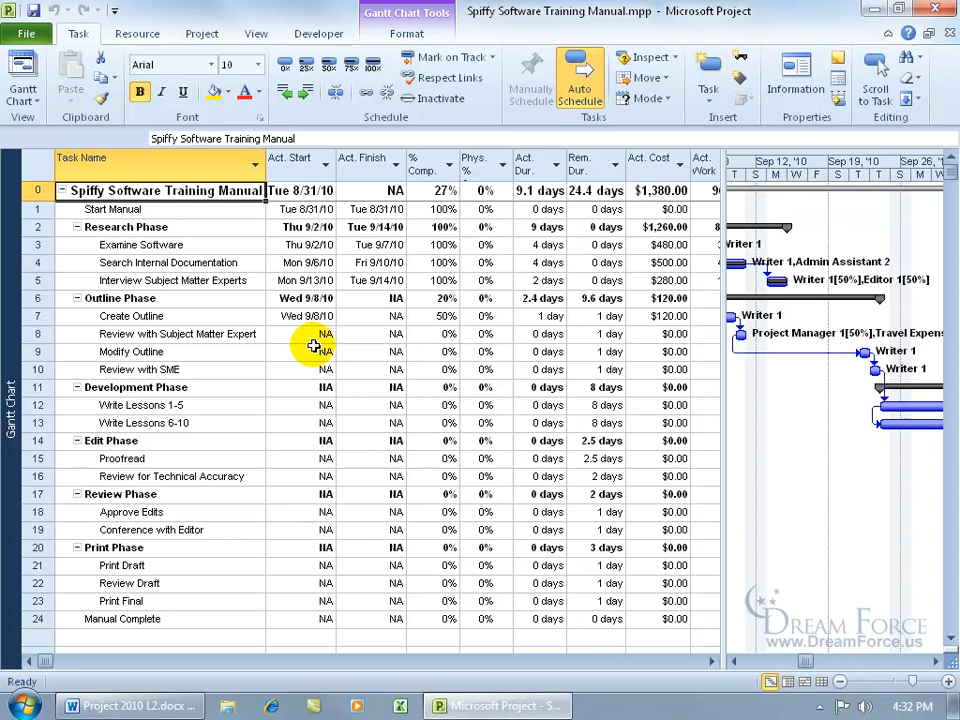 Gantt Chart Tools
Spiffy Software Training Manual.mpp - Microsoft Project
File Task Resource Project View Developer Format
Gantt Chart
Paste
Arial 10
B I U A
0% 25% 50% 75% 100%
Mark on Track
Respect Links
Inactivate
Manually Schedule
Auto Schedule
Inspect
Move
Mode
Task
Information
Scroll to Task
View Clipboard Font Schedule Tasks Insert Properties Editing
Spiffy Software Training Manual
Task Name Act. Start Act. Finish % Comp. Phys. % Act. Dur. Rem. Dur. Act. Cost Act. Work
Sep 12, '10 Sep 19, '10 Sep 26, '10
T S M W F S T T S M W
0 Spiffy Software Training Manual Tue 8/31/10 NA 27% 0% 9.1 days 24.4 days $1,380.00
1 Start Manual Tue 8/31/10 Tue 8/31/10 100% 0% 0 days 0 days $0.00
2 Research Phase Thu 9/2/10 Tue 9/14/10 100% 0% 9 days 0 days $1,260.00
3 Examine Software Thu 9/2/10 Tue 9/7/10 100% 0% 4 days 0 days $480.00 Writer 1
4 Search Internal Documentation Mon 9/6/10 Fri 9/10/10 100% 0% 4 days 0 days $500.00 Writer 1,Admin Assistant 2
5 Interview Subject Matter Experts Mon 9/13/10 Tue 9/14/10 100% 0% 2 days 0 days $280.00 Writer 1[50%],Editor 1[50%]
6 Outline Phase Wed 9/8/10 NA 20% 0% 2.4 days 9.6 days $120.00
7 Create Outline Wed 9/8/10 NA 50% 0% 1 day 1 day $120.00 Writer 1
8 Review with Subject Matter Expert NA NA 0% 0% 0 days 1 day $0.00 Project Manager 1[50%],Travel Expens
9 Modify Outline NA NA 0% 0% 0 days 1 day $0.00 Writer 1
10 Review with SME NA NA 0% 0% 0 days 1 day $0.00 Writer 1
11 Development Phase NA NA 0% 0% 0 days 8 days $0.00
12 Write Lessons 1-5 NA NA 0% 0% 0 days 8 days $0.00
13 Write Lessons 6-10 NA NA 0% 0% 0 days 8 days $0.00
14 Edit Phase NA NA 0% 0% 0 days 2.5 days $0.00
15 Proofread NA NA 0% 0% 0 days 2.5 days $0.00
16 Review for Technical Accuracy NA NA 0% 0% 0 days 2 days $0.00
17 Review Phase NA NA 0% 0% 0 days 2 days $0.00
18 Approve Edits NA NA 0% 0% 0 days 1 day $0.00
19 Conference with Editor NA NA 0% 0% 0 days 1 day $0.00
20 Print Phase NA NA 0% 0% 0 days 3 days $0.00
21 Print Draft NA NA 0% 0% 0 days 1 day $0.00
22 Review Draft NA NA 0% 0% 0 days 1 day $0.00
23 Print Final NA NA 0% 0% 0 days 1 day $0.00
24 Manual Complete NA NA 0% 0% 0 days 0 days $0.00
Gantt Chart
DREAM FORCE
www.DreamForce.us
Ready
Project 2010 L2.docx ...
Microsoft Project - S...
4:32 PM